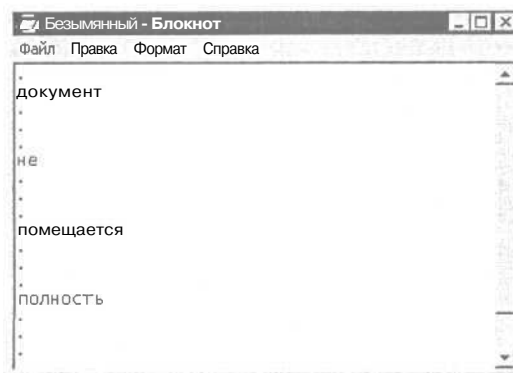 Безымянный - Блокнот
Файл Правка Формат Справка
.
документ
.
.
.
не
.
.
.
помещается
.
.
.
полность
.
.
.